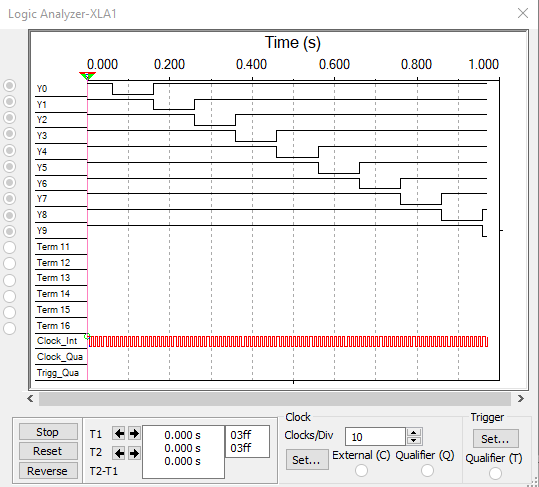 Logic Analyzer-XLA1
Time (s)
0.000 0.200 0.400 0.600 0.800 1.000
Y0
Y1
Y2
Y3
Y4
Y5
Y6
Y7
Y8
Y9
Term 11
Term 12
Term 13
Term 14
Term 15
Term 16
Clock_Int
Clock_Qua
Trigg_Qua
Stop
Reset
Reverse
T1
T2
T2-T1
0.000 s
0.000 s
0.000 s
03ff
03ff
Clock
Clocks/Div 10
Set...
External (C) Qualifier (Q)
Trigger
Set...
Qualifier (T)